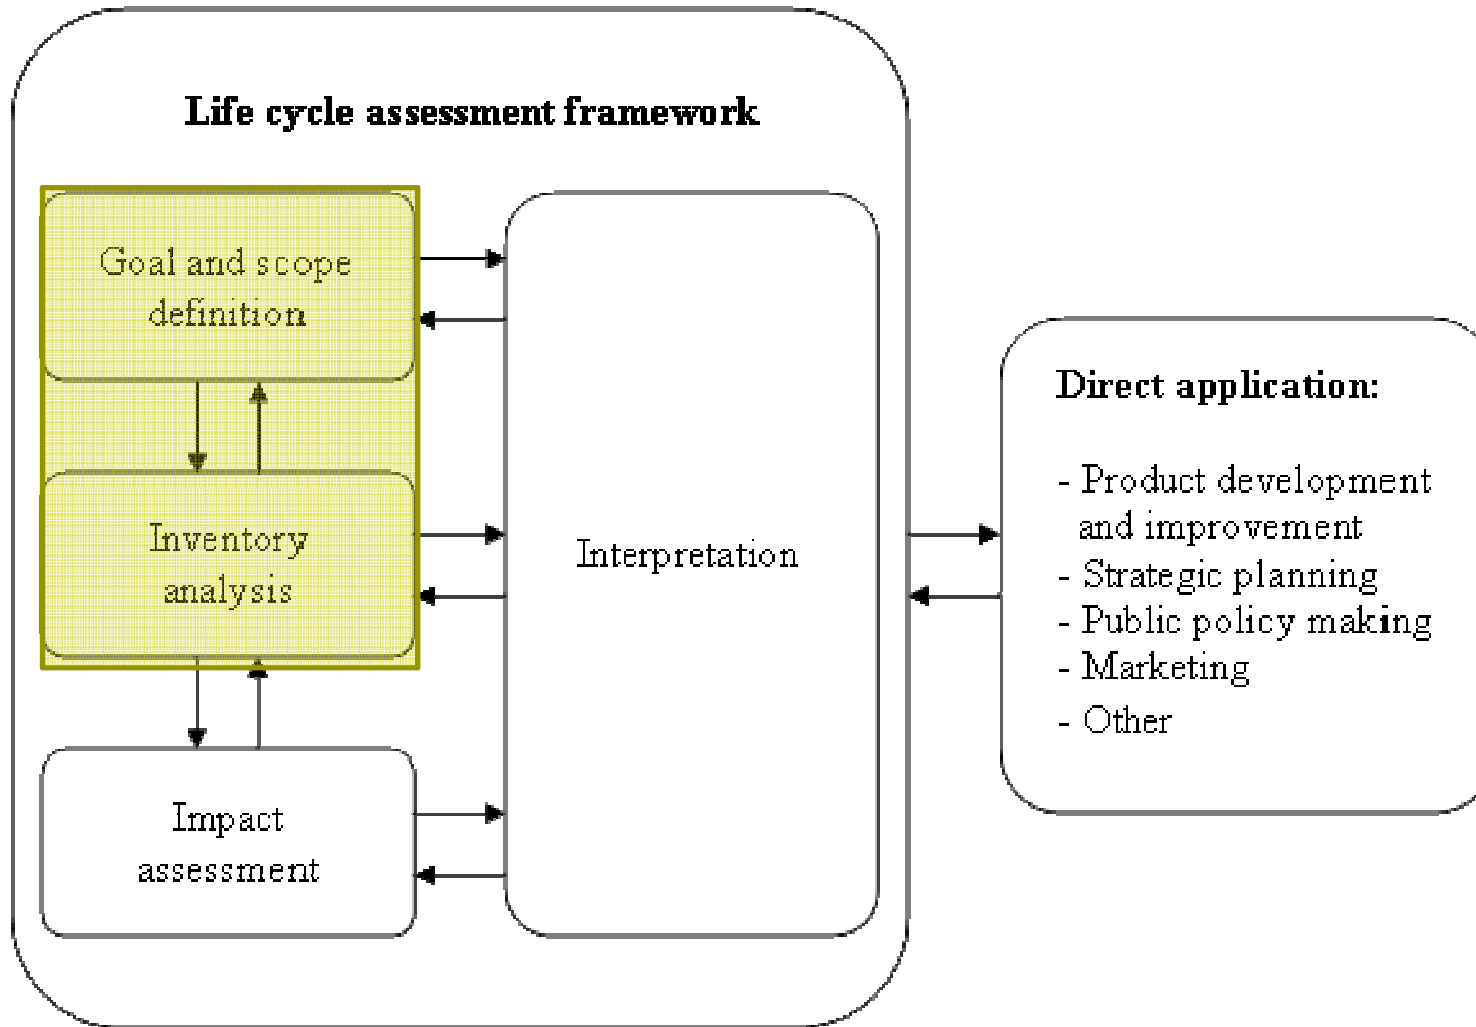 Life cycle assessment framework
Goal and scope
definition
Inventory
analysis
Impact
assessment
Interpretation
Direct application:
- Product development
and improvement
- Strategic planning
- Public policy making
- Marketing
- Other